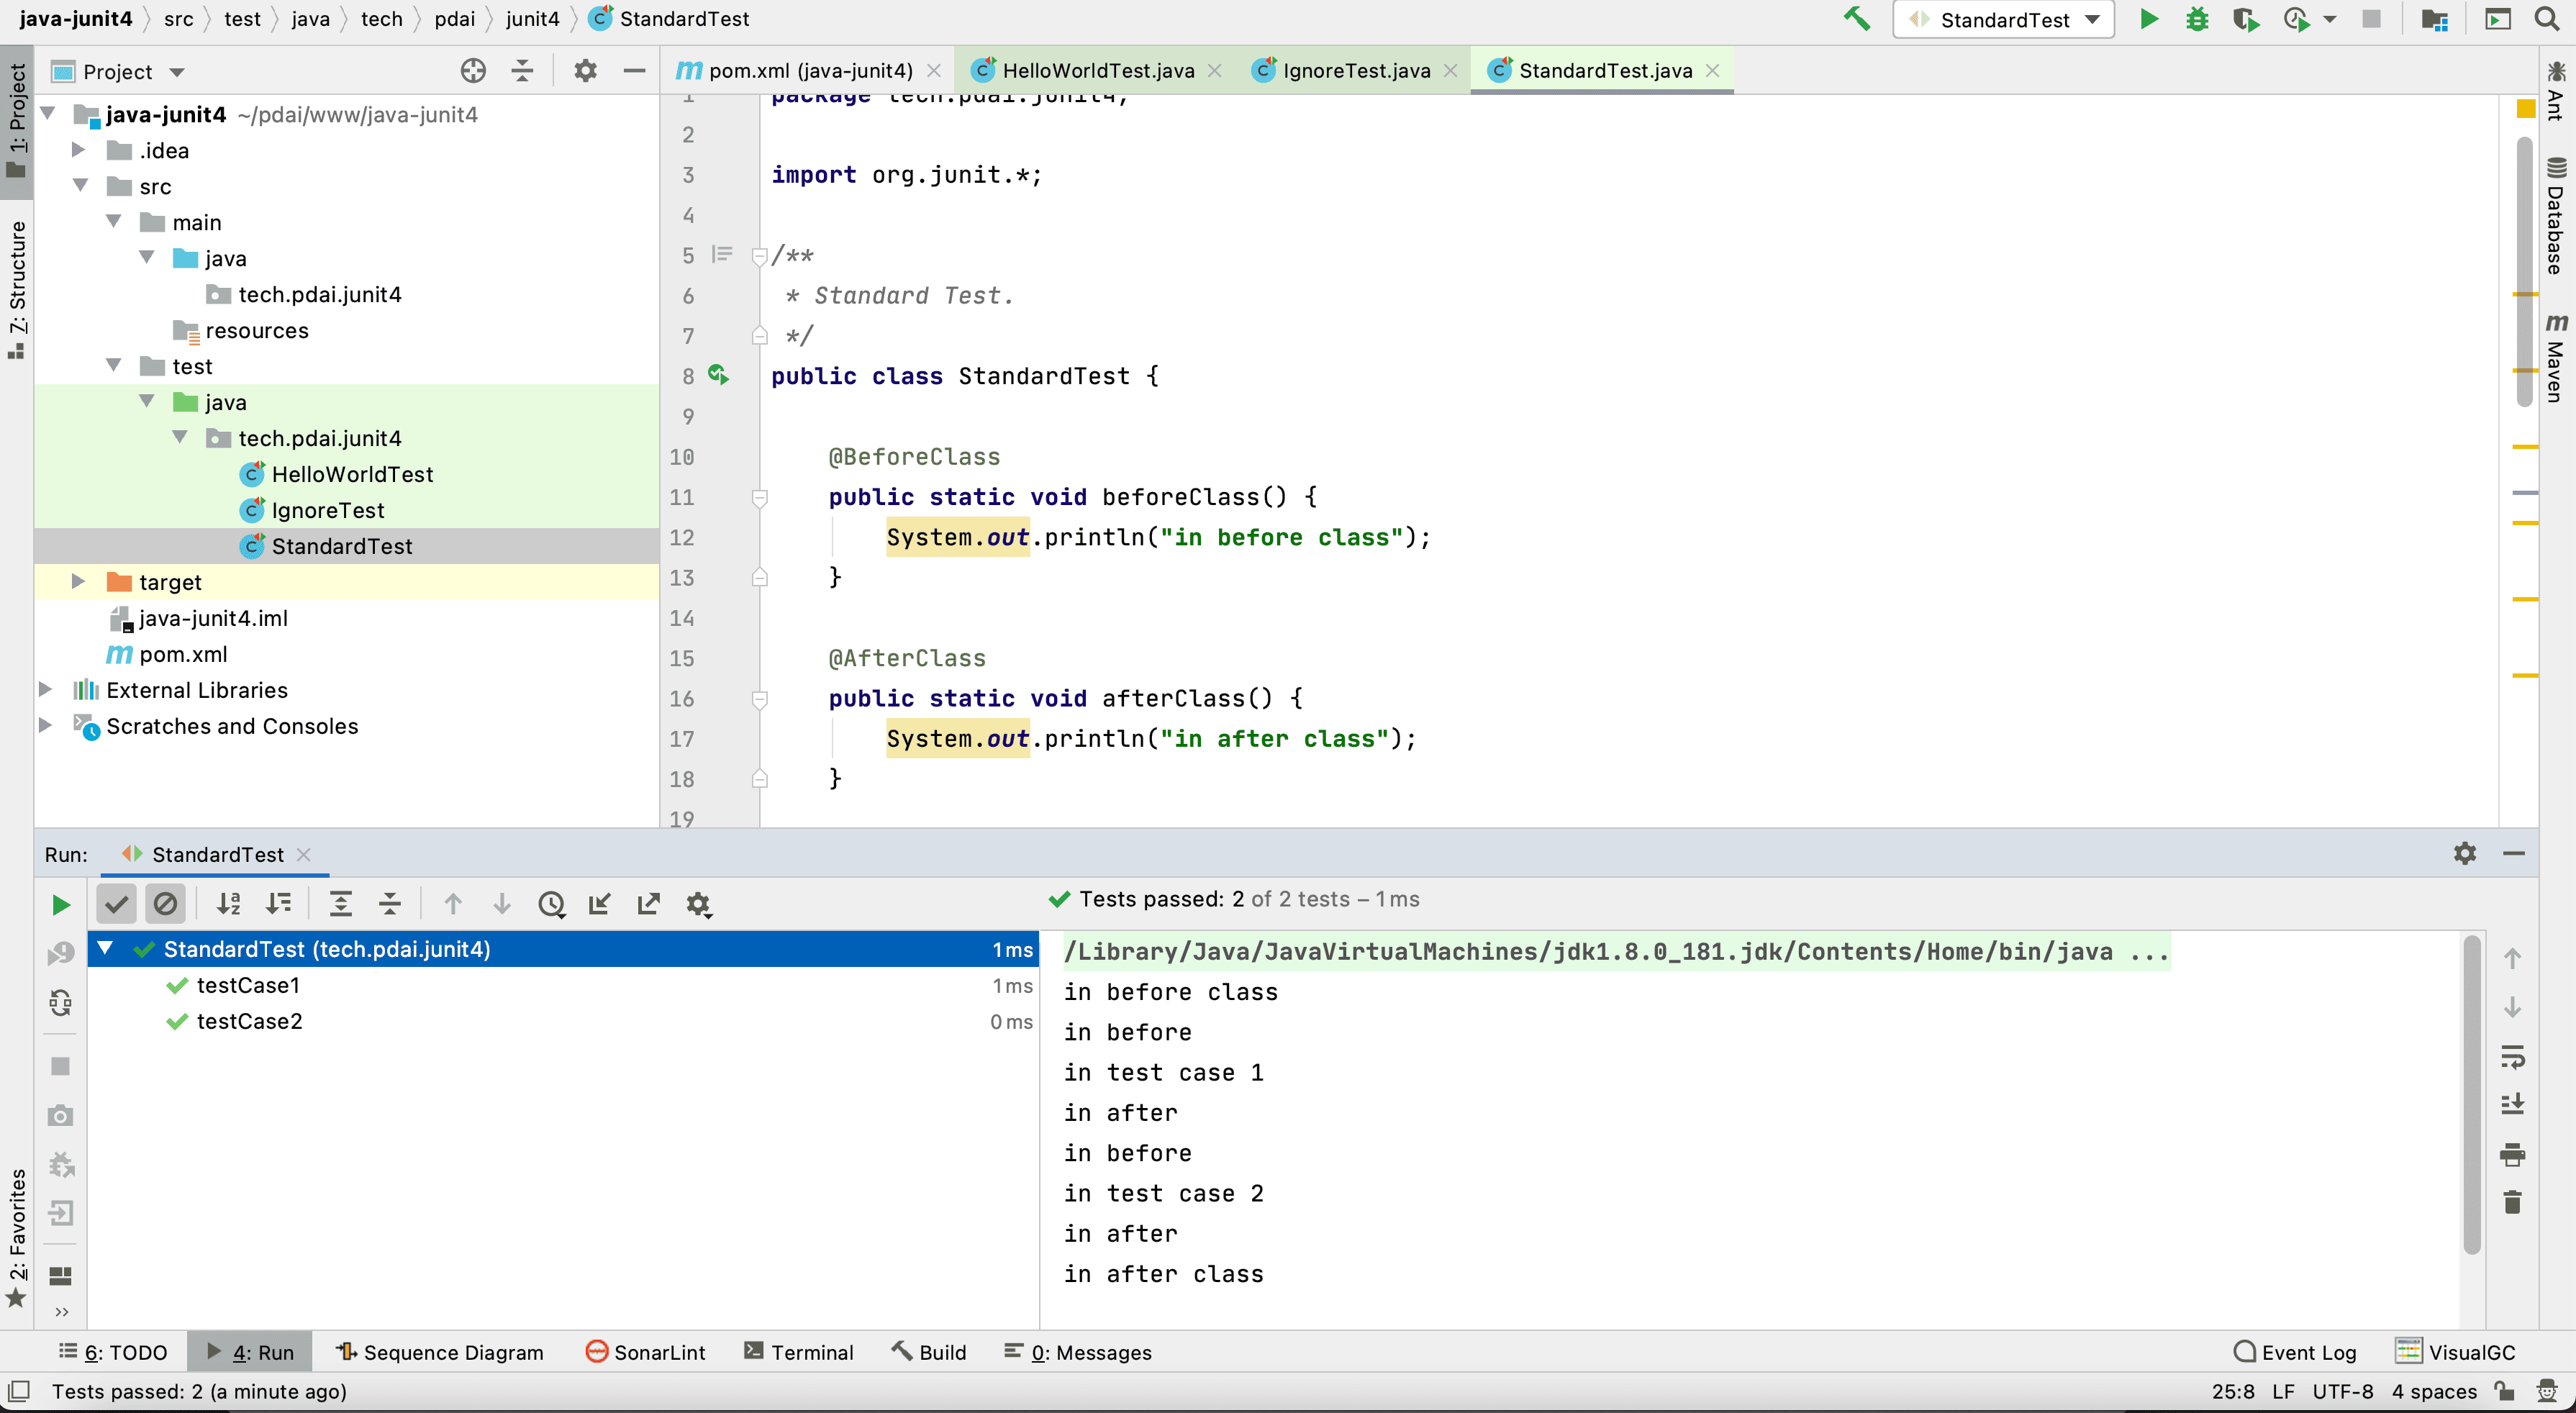 java-junit4 src test java tech pdai junit4 StandardTest
StandardTest
1: Project
7: Structure
2: Favorites
Project
java-junit4 ~/pdai/www/java-junit4
.idea
src
main
java
tech.pdai.junit4
resources
test
java
tech.pdai.junit4
HelloWorldTest
IgnoreTest
StandardTest
target
java-junit4.iml
pom.xml
External Libraries
Scratches and Consoles
pom.xml (java-junit4) HelloWorldTest.java IgnoreTest.java StandardTest.java
1 package tech.pdai.junit4;
2
3 import org.junit.*;
4
5 /**
6 * Standard Test.
7 */
8 public class StandardTest {
9
10 @BeforeClass
11 public static void beforeClass() {
12 System.out.println("in before class");
13 }
14
15 @AfterClass
16 public static void afterClass() {
17 System.out.println("in after class");
18 }
19
Ant
Database
Maven
Run: StandardTest
Tests passed: 2 of 2 tests – 1 ms
StandardTest (tech.pdai.junit4) 1 ms
testCase1 1 ms
testCase2 0 ms
/Library/Java/JavaVirtualMachines/jdk1.8.0_181.jdk/Contents/Home/bin/java ...
in before class
in before
in test case 1
in after
in before
in test case 2
in after
in after class
6: TODO 4: Run Sequence Diagram SonarLint Terminal Build 0: Messages Event Log VisualGC
Tests passed: 2 (a minute ago) 25:8 LF UTF-8 4 spaces